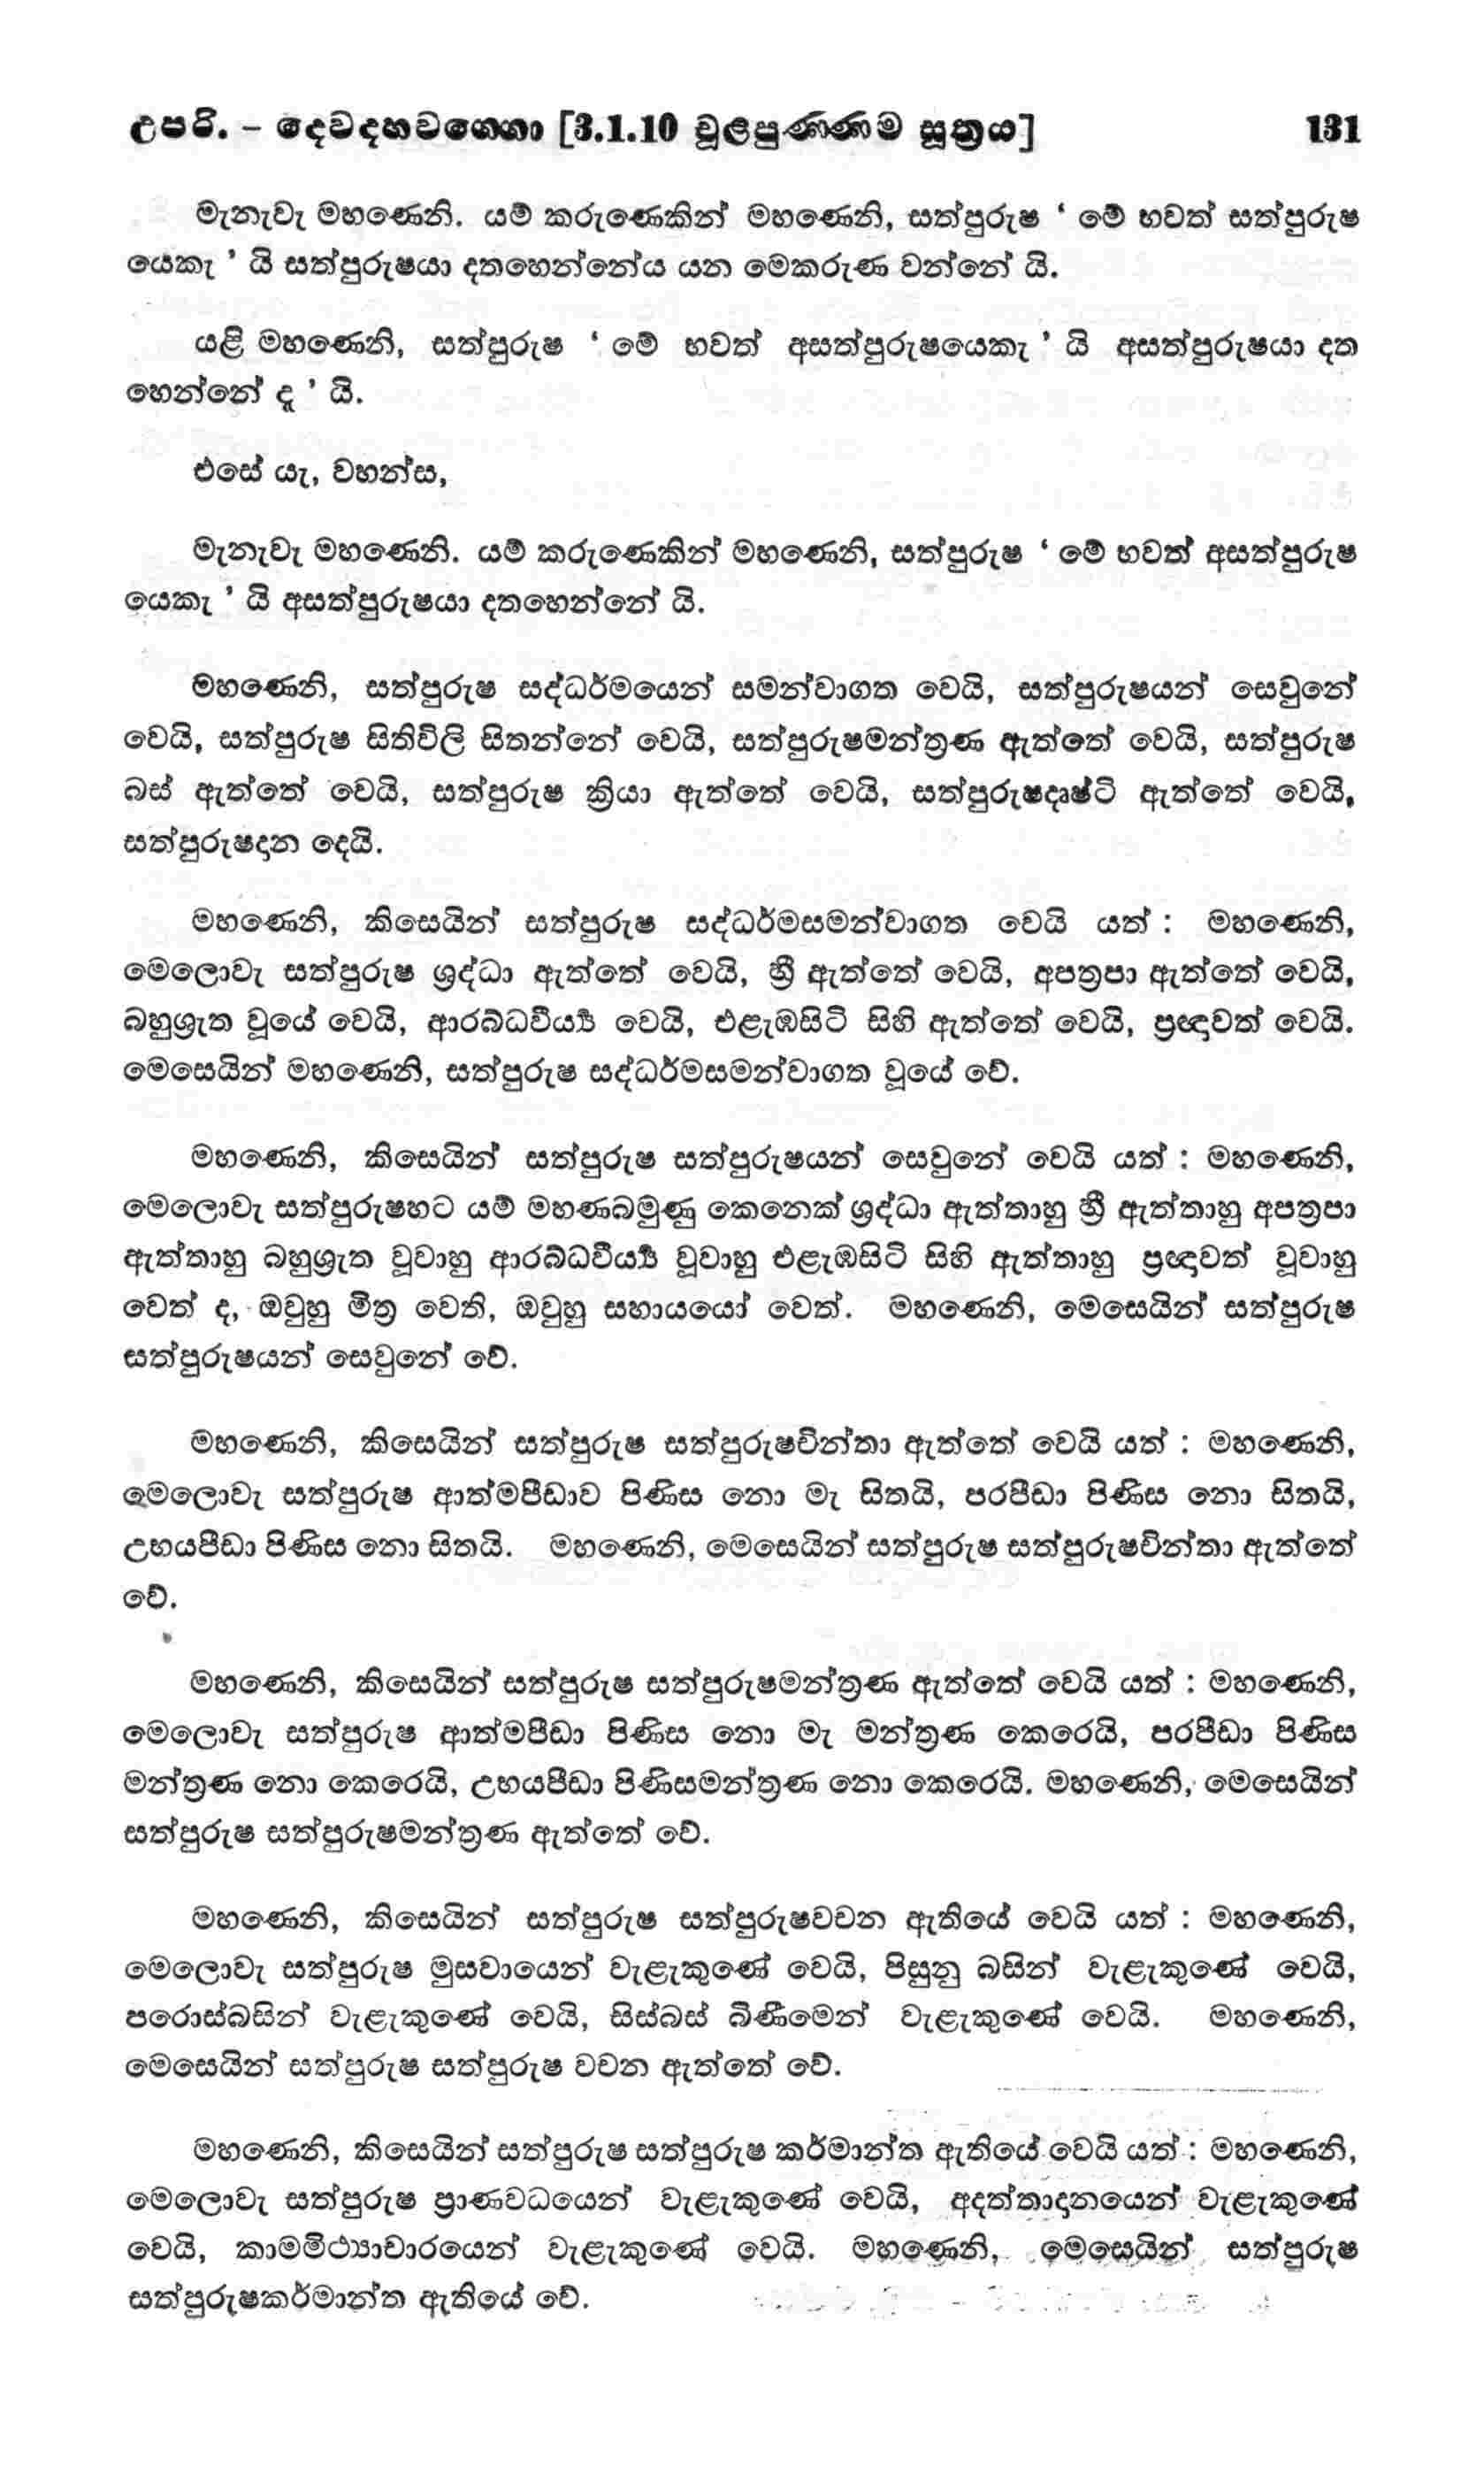 උපරි. – දෙවදහවග්ගො [3.1.10 චූළපුණ්ණම සූත්‍රය] 131
මැනැවැ මහණෙනි. යම් කරුණෙකින් මහණෙනි, සත්පුරුෂ ‘ මේ භවත් සත්පුරුෂ
යෙකැ ’ යි සත්පුරුෂයා දතහෙන්නේය යන මෙකරුණ වන්නේ යි.
යළි මහණෙනි, සත්පුරුෂ ‘ මේ භවත් අසත්පුරුෂයෙකැ ’ යි අසත්පුරුෂයා දත
හෙන්නේ දැ ’ යි.
එසේ යැ, වහන්ස,
මැනැවැ මහණෙනි. යම් කරුණෙකින් මහණෙනි, සත්පුරුෂ ‘ මේ භවත් අසත්පුරුෂ
යෙකැ ’ යි අසත්පුරුෂයා දතහෙන්නේ යි.
මහණෙනි, සත්පුරුෂ සද්ධර්මයෙන් සමන්වාගත වෙයි, සත්පුරුෂයන් සෙවුනේ
වෙයි, සත්පුරුෂ සිතිවිලි සිතන්නේ වෙයි, සත්පුරුෂමන්ත්‍රණ ඇත්තේ වෙයි, සත්පුරුෂ
බස් ඇත්තේ වෙයි, සත්පුරුෂ ක්‍රියා ඇත්තේ වෙයි, සත්පුරුෂදෘෂ්ටි ඇත්තේ වෙයි,
සත්පුරුෂදාන දෙයි.
මහණෙනි, කිසෙයින් සත්පුරුෂ සද්ධර්මසමන්වාගත වෙයි යත් : මහණෙනි,
මෙලොවැ සත්පුරුෂ ශ්‍රද්ධා ඇත්තේ වෙයි, හ්‍රී ඇත්තේ වෙයි, අපත්‍රපා ඇත්තේ වෙයි,
බහුශ්‍රැත වූයේ වෙයි, ආරබ්ධවීර්‍ය්‍ය වෙයි, එළැඹසිටි සිහි ඇත්තේ වෙයි, ප්‍රඥාවත් වෙයි.
මෙසෙයින් මහණෙනි, සත්පුරුෂ සද්ධර්මසමන්වාගත වූයේ වේ.
මහණෙනි, කිසෙයින් සත්පුරුෂ සත්පුරුෂයන් සෙවුනේ වෙයි යත් : මහණෙනි,
මෙලොවැ සත්පුරුෂහට යම් මහණබමුණු කෙනෙක් ශ්‍රද්ධා ඇත්තාහු හ්‍රී ඇත්තාහු අපත්‍රපා
ඇත්තාහු බහුශ්‍රැත වූවාහු ආරබ්ධවීර්‍ය්‍ය වූවාහු එළැඹසිටි සිහි ඇත්තාහු ප්‍රඥාවත් වූවාහු
වෙත් ද, ඔවුහු මිත්‍ර වෙති, ඔවුහු සහායයෝ වෙත්. මහණෙනි, මෙසෙයින් සත්පුරුෂ
සත්පුරුෂයන් සෙවුනේ වේ.
මහණෙනි, කිසෙයින් සත්පුරුෂ සත්පුරුෂචින්තා ඇත්තේ වෙයි යත් : මහණෙනි,
මෙලොවැ සත්පුරුෂ ආත්මපීඩාව පිණිස නො මැ සිතයි, පරපීඩා පිණිස නො සිතයි,
උභයපීඩා පිණිස නො සිතයි. මහණෙනි, මෙසෙයින් සත්පුරුෂ සත්පුරුෂචින්තා ඇත්තේ
වේ.
මහණෙනි, කිසෙයින් සත්පුරුෂ සත්පුරුෂමන්ත්‍රණ ඇත්තේ වෙයි යත් : මහණෙනි,
මෙලොවැ සත්පුරුෂ ආත්මපීඩා පිණිස නො මැ මන්ත්‍රණ කෙරෙයි, පරපීඩා පිණිස
මන්ත්‍රණ නො කෙරෙයි, උභයපීඩා පිණිසමන්ත්‍රණ නො කෙරෙයි. මහණෙනි, මෙසෙයින්
සත්පුරුෂ සත්පුරුෂමන්ත්‍රණ ඇත්තේ වේ.
මහණෙනි, කිසෙයින් සත්පුරුෂ සත්පුරුෂවචන ඇතියේ වෙයි යත් : මහණෙනි,
මෙලොවැ සත්පුරුෂ මුසවායෙන් වැළැකුණේ වෙයි, පිසුනු බසින් වැළැකුණේ වෙයි,
පරොස්බසින් වැළැකුණේ වෙයි, සිස්බස් බිණීමෙන් වැළැකුණේ වෙයි. මහණෙනි,
මෙසෙයින් සත්පුරුෂ සත්පුරුෂ වචන ඇත්තේ වේ.
මහණෙනි, කිසෙයින් සත්පුරුෂ සත්පුරුෂ කර්මාන්ත ඇතියේ වෙයි යත් : මහණෙනි,
මෙලොවැ සත්පුරුෂ ප්‍රාණවධයෙන් වැළැකුණේ වෙයි, අදත්තාදානයෙන් වැළැකුණේ
වෙයි, කාමමිථ්‍යාචාරයෙන් වැළැකුණේ වෙයි. මහණෙනි, මෙසෙයින් සත්පුරුෂ
සත්පුරුෂකර්මාන්ත ඇතියේ වේ.